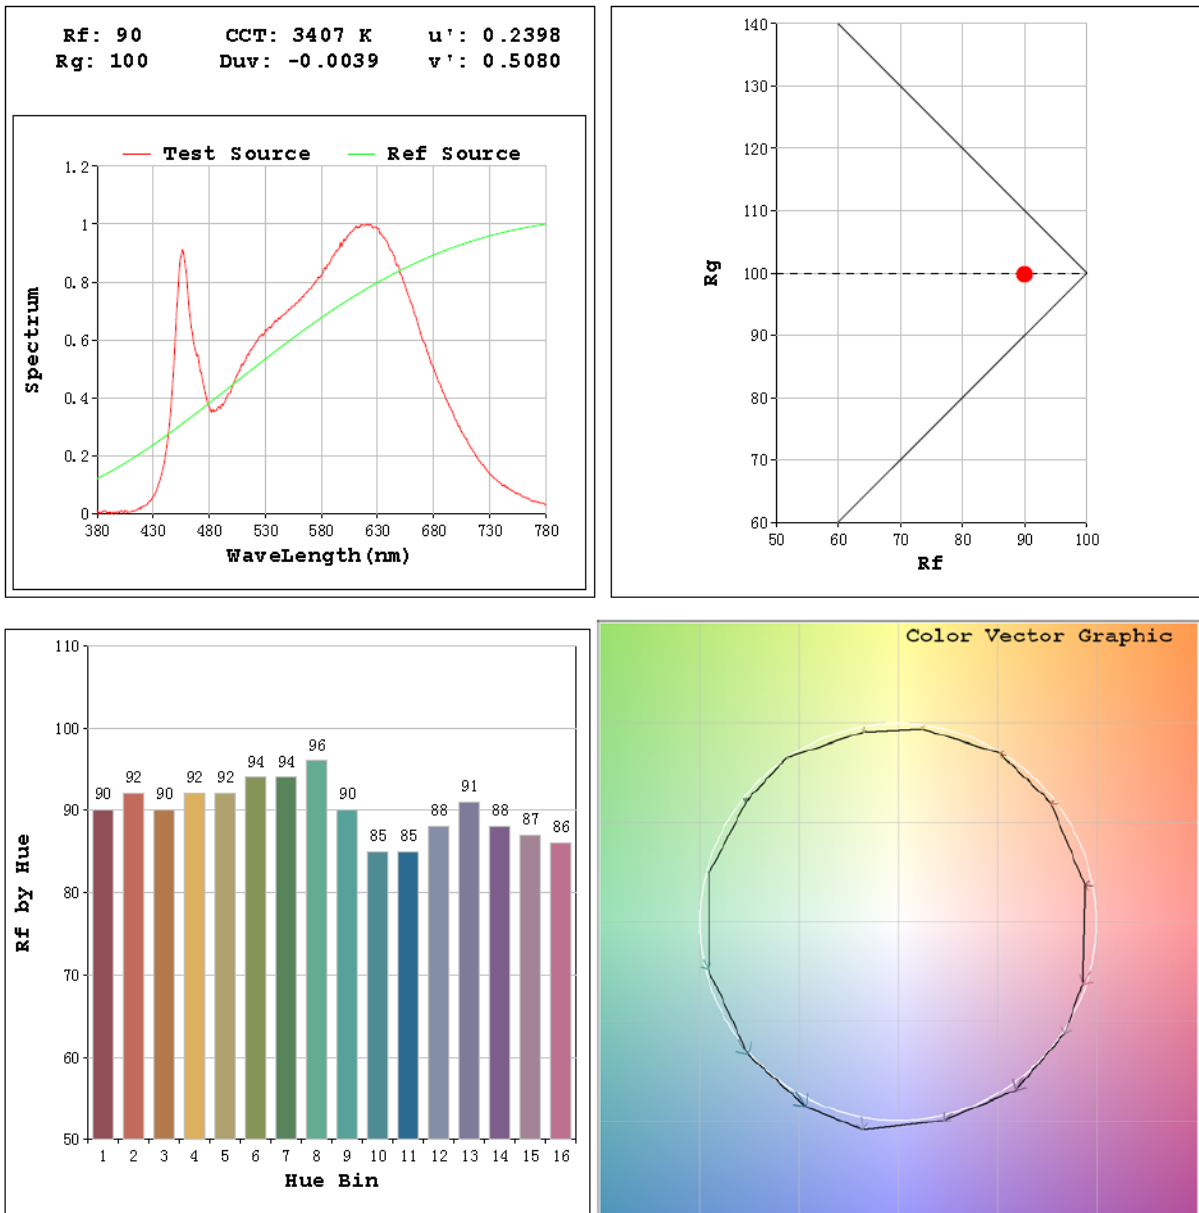 Rf: 90 CCT: 3407 K u': 0.2398
Rg: 100 Duv: -0.0039 v': 0.5080
Test Source Ref Source
1.2
1
0.8
0.6
0.4
0.2
0
Spectrum
380 430 480 530 580 630 680 730 780
WaveLength(nm)
140
130
120
110
100
90
80
70
60
Rg
50 60 70 80 90 100
Rf
110
100
90
80
70
60
50
Rf by Hue
90 92 90 92 92 94 94 96 90 85 85 88 91 88 87 86
1 2 3 4 5 6 7 8 9 10 11 12 13 14 15 16
Hue Bin
Color Vector Graphic